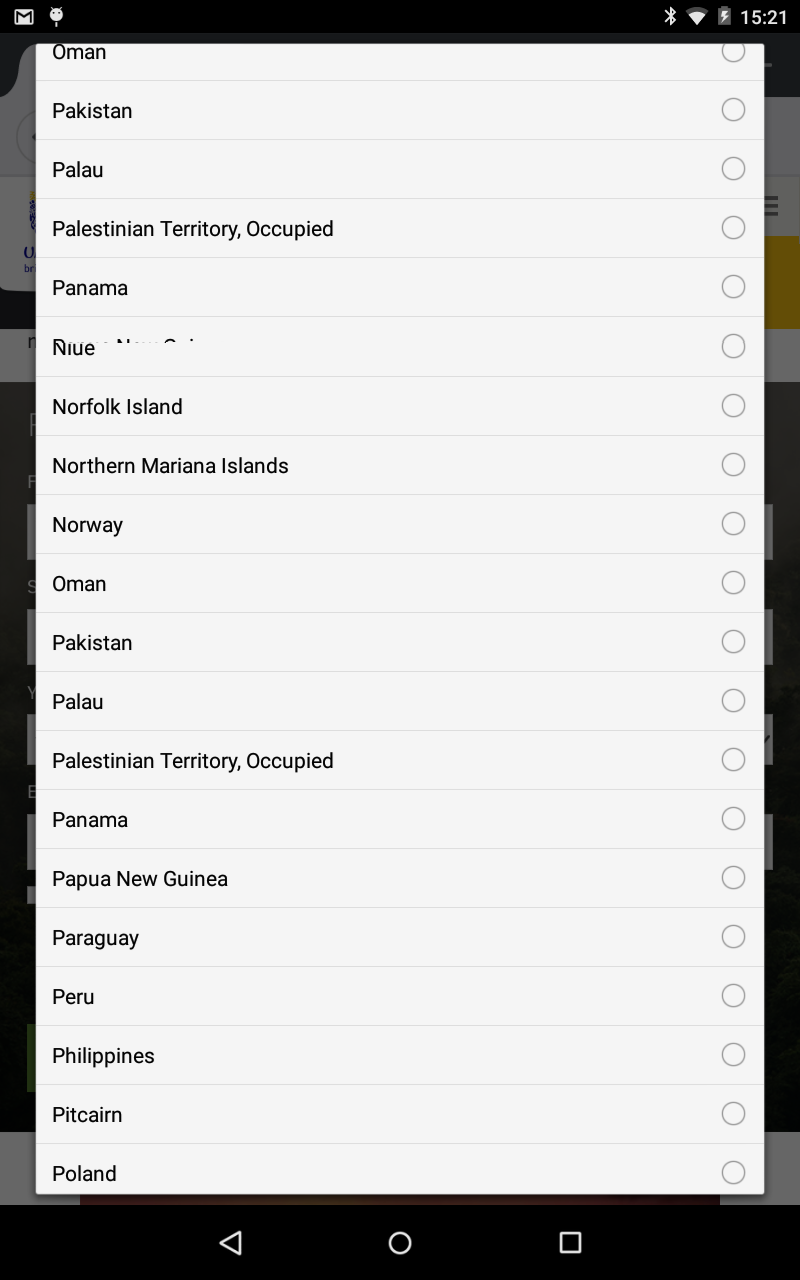 15:21
Oman
Pakistan
Palau
Palestinian Territory, Occupied
Panama
Niue
Norfolk Island
Northern Mariana Islands
Norway
Oman
Pakistan
Palau
Palestinian Territory, Occupied
Panama
Papua New Guinea
Paraguay
Peru
Philippines
Pitcairn
Poland